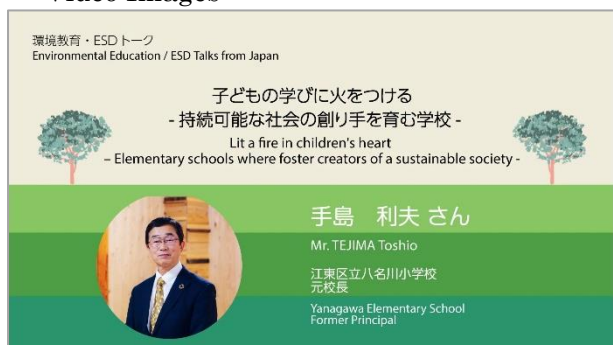 Video Images
環境教育・ESDトーク
Environmental Education / ESD Talks from Japan
子どもの学びに火をつける
- 持続可能な社会の創り手を育む学校 -
Lit a fire in children's heart
– Elementary schools where foster creators of a sustainable society -
手島 利夫 さん
Mr. TEJIMA Toshio
江東区立八名川小学校
元校長
Yanagawa Elementary School
Former Principal